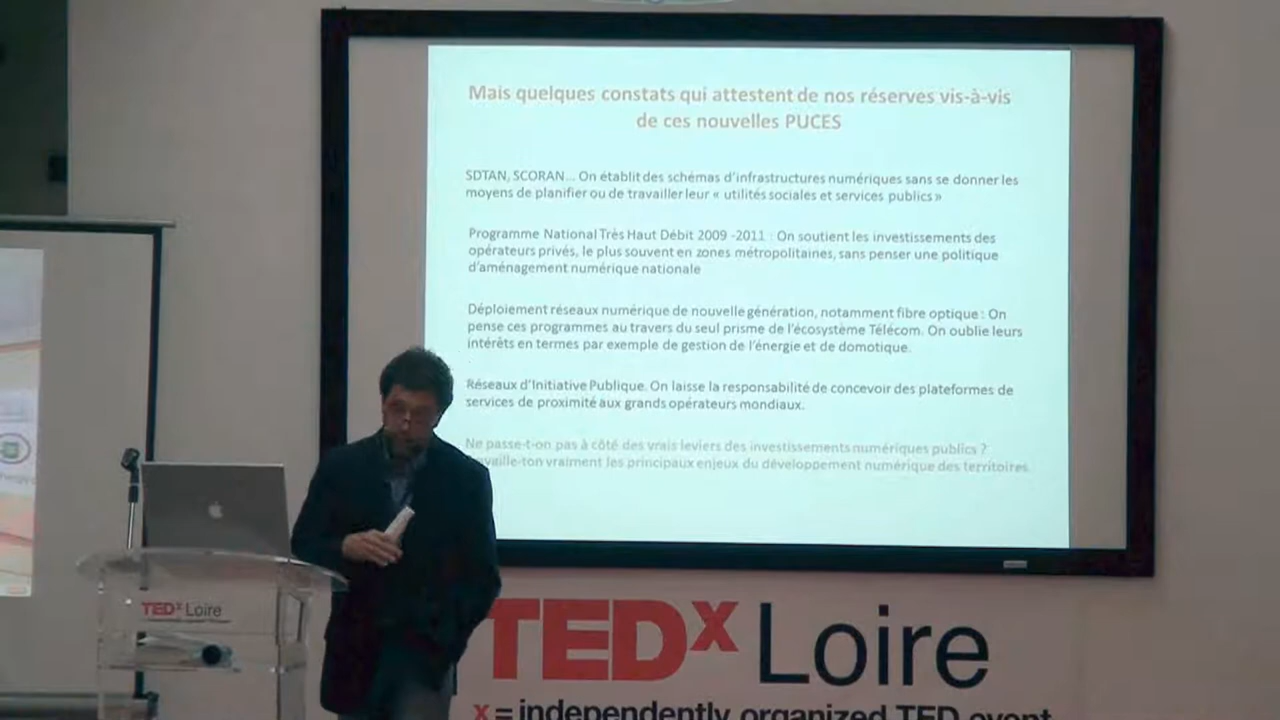 Mais quelques constats qui attestent de nos réserves vis-à-vis
de ces nouvelles PUCES
SDTAN, SCORAN... On établit des schémas d'infrastructures numériques sans se donner les
moyens de planifier ou de travailler leur « utilités sociales et services publics »
Programme National Très Haut Débit 2009 -2011 : On soutient les investissements des
opérateurs privés, le plus souvent en zones métropolitaines, sans penser une politique
d'aménagement numérique nationale
Déploiement réseaux numérique de nouvelle génération, notamment fibre optique : On
pense ces programmes au travers du seul prisme de l'écosystème Télécom. On oublie leurs
intérêts en termes par exemple de gestion de l'énergie et de domotique.
Réseaux d'Initiative Publique. On laisse la responsabilité de concevoir des plateformes de
services de proximité aux grands opérateurs mondiaux.
Ne passe-t-on pas à côté des vrais leviers des investissements numériques publics ?
vraiment les principaux enjeux du développement numérique des territoires
TEDx Loire
TEDx Loire
x = independently organized TED event